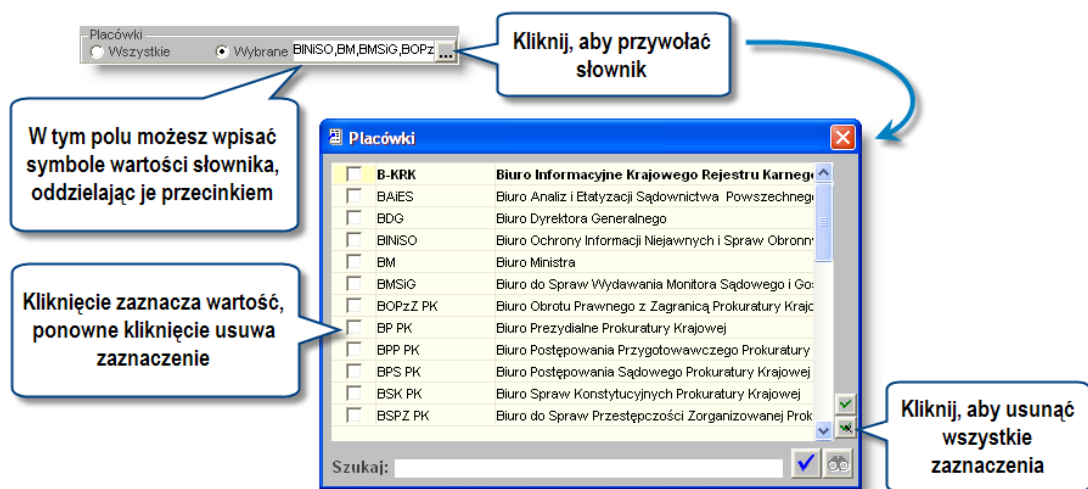 Placówki
Wszystkie Wybrane BINiSO,BM,BMSiG,BOPz ...
Kliknij, aby przywołać
słownik
W tym polu możesz wpisać
symbole wartości słownika,
oddzielając je przecinkiem
Placówki
B-KRK Biuro Informacyjne Krajowego Rejestru Karneg
BAiES Biuro Analiz i Etatyzacji Sądownictwa Powszechneg
BDG Biuro Dyrektora Generalnego
BINiSO Biuro Ochrony Informacji Niejawnych i Spraw Obronn
BM Biuro Ministra
BMSiG Biuro do Spraw Wydawania Monitora Sądowego i Go
BOPzZ PK Biuro Obrotu Prawnego z Zagranicą Prokuratury Krajo
BP PK Biuro Prezydialne Prokuratury Krajowej
BPP PK Biuro Postępowania Przygotowawczego Prokuratury
BPS PK Biuro Postępowania Sądowego Prokuratury Krajowej
BSK PK Biuro Spraw Konstytucyjnych Prokuratury Krajowej
BSPZ PK Biuro do Spraw Przestępczości Zorganizowanej Prok
Kliknięcie zaznacza wartość,
ponowne kliknięcie usuwa
zaznaczenie
Kliknij, aby usunąć
wszystkie
zaznaczenia
Szukaj: